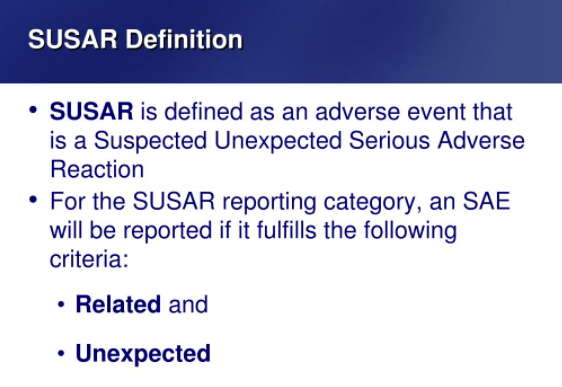 SUSAR Definition
• SUSAR is defined as an adverse event that
is a Suspected Unexpected Serious Adverse
Reaction
• For the SUSAR reporting category, an SAE
will be reported if it fulfills the following
criteria:
• Related and
• Unexpected